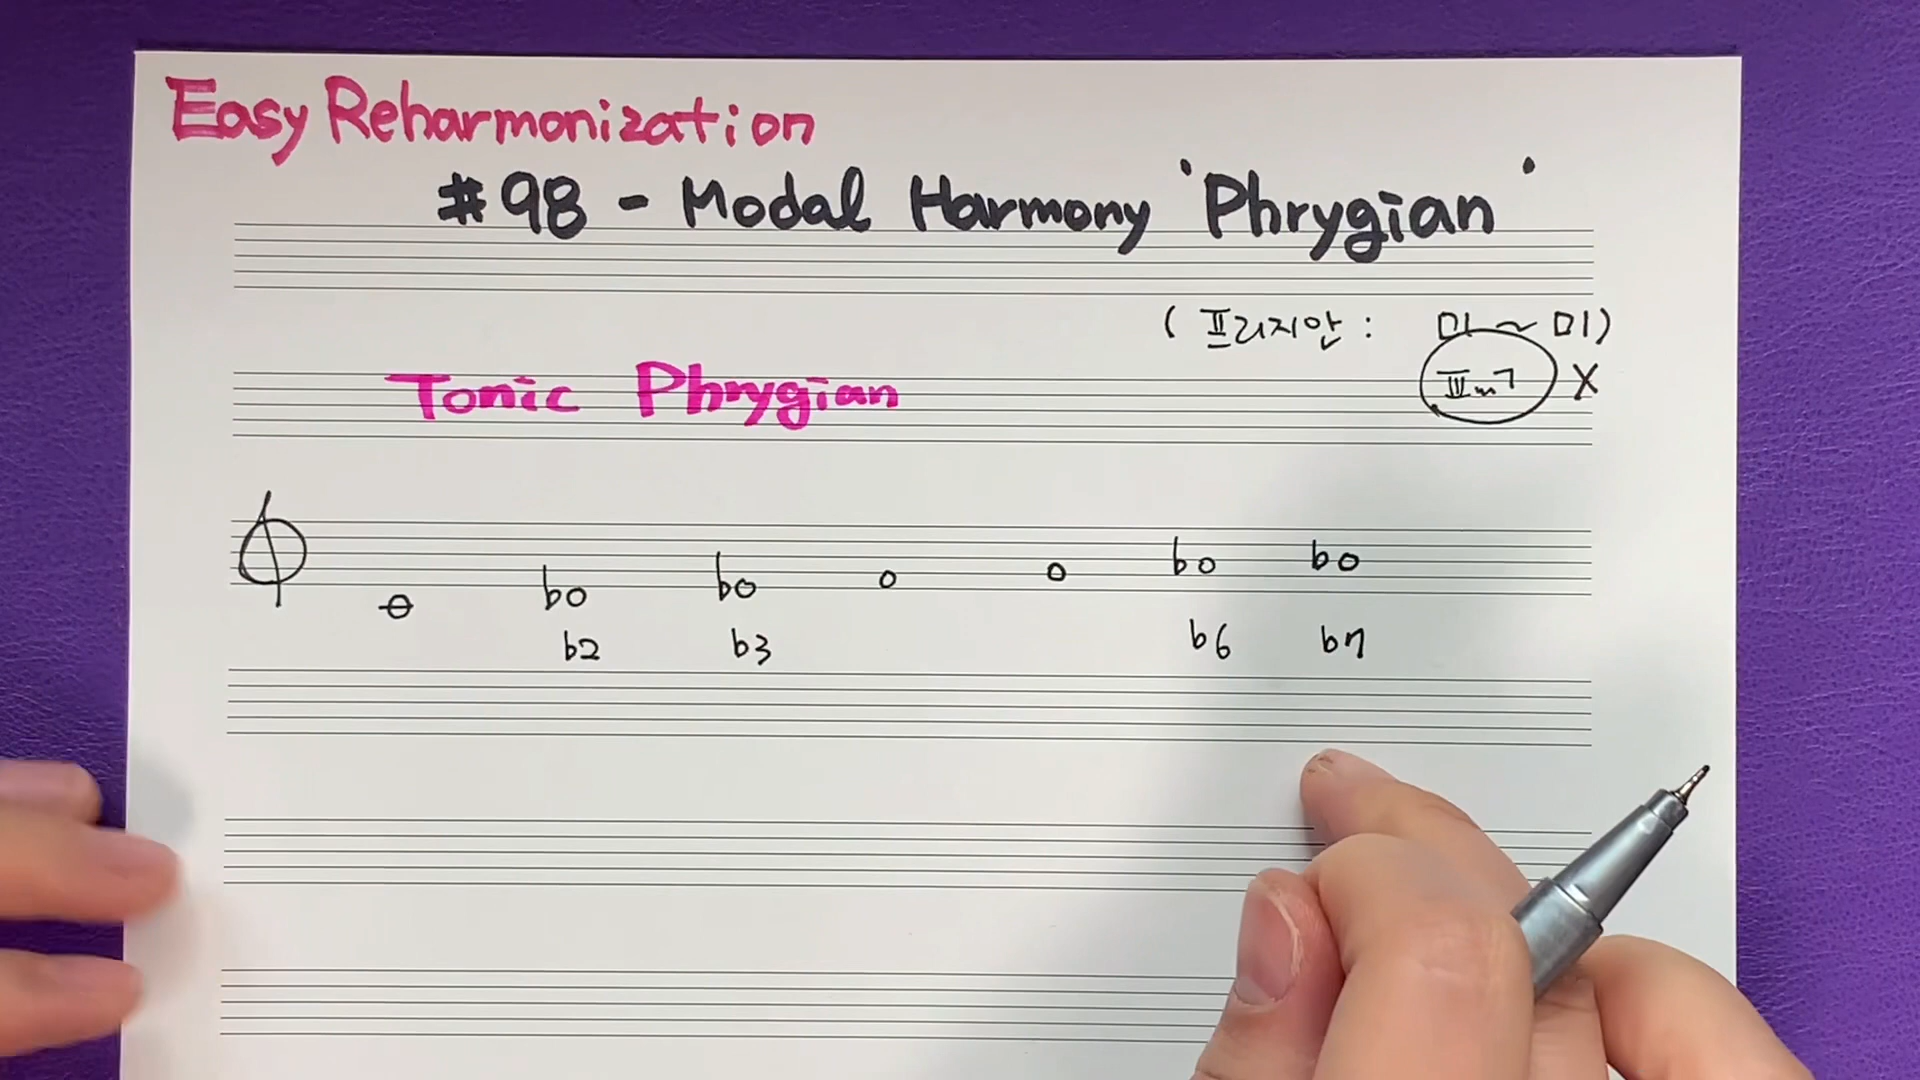 Easy Reharmonization
#98 - Modal Harmony 'Phrygian'
( 프리지안 : 미 ~ 미)
Ⅲm7 X
Tonic Phrygian
b b b b
b2 b3 b6 b7